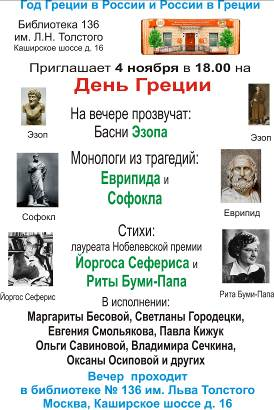 Год Греции в России и России в Греции
Библиотека 136
им. Л.Н. Толстого
Каширское шоссе д. 16
Приглашает 4 ноября в 18.00 на
День Греции
На вечере прозвучат:
Басни Эзопа
Эзоп
Эзоп
Монологи из трагедий:
Еврипида и
Софокла
Софокл
Еврипид
Стихи:
лауреата Нобелевской премии
Йоргоса Сефериса и
Риты Буми-Папа
Йоргос Сеферис
Рита Буми-Папа
В исполнении:
Маргариты Бесовой, Светланы Городецки,
Евгения Смольякова, Павла Кижук
Ольги Савиновой, Владимира Сечкина,
Оксаны Осиповой и других
Вечер проходит
в библиотеке № 136 им. Льва Толстого
Москва, Каширское шоссе д. 16